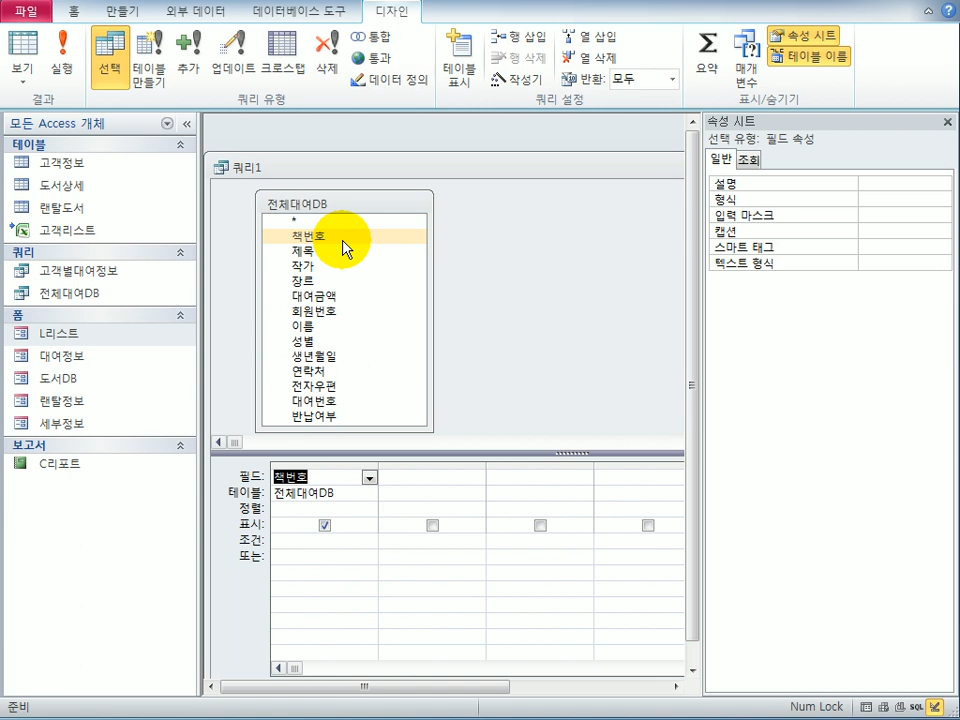 파일 홈 만들기 외부 데이터 데이터베이스 도구 디자인
보기 실행 결과
선택 테이블 만들기 추가 업데이트 크로스탭 삭제 통합 통과 데이터 정의 쿼리 유형
테이블 표시 행 삽입 행 삭제 작성기 열 삽입 열 삭제 반환: 모두 쿼리 설정
요약 매개 변수 속성 시트 테이블 이름 표시/숨기기
모든 Access 개체
테이블
고객정보
도서상세
랜탈도서
고객리스트
쿼리
고객별대여정보
전체대여DB
폼
L리스트
대여정보
도서DB
랜탈정보
세부정보
보고서
C리포트
쿼리1
전체대여DB
*
책번호
제목
작가
장르
대여금액
회원번호
이름
성별
생년월일
연락처
전자우편
대여번호
반납여부
필드: 책번호
테이블: 전체대여DB
정렬:
표시:
조건:
또는:
속성 시트
선택 유형: 필드 속성
일반 조회
설명
형식
입력 마스크
캡션
스마트 태그
텍스트 형식
준비 Num Lock SQL